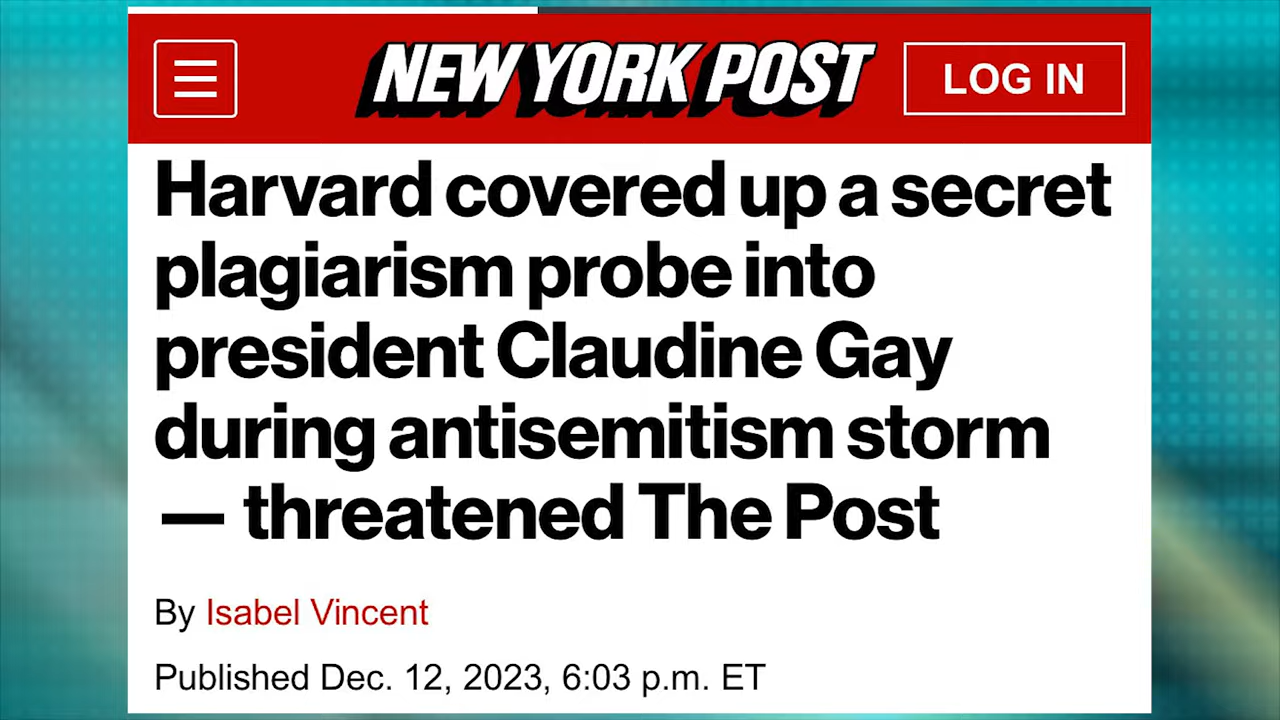 NEW YORK POST
LOG IN
Harvard covered up a secret
plagiarism probe into
president Claudine Gay
during antisemitism storm
— threatened The Post
By Isabel Vincent
Published Dec. 12, 2023, 6:03 p.m. ET